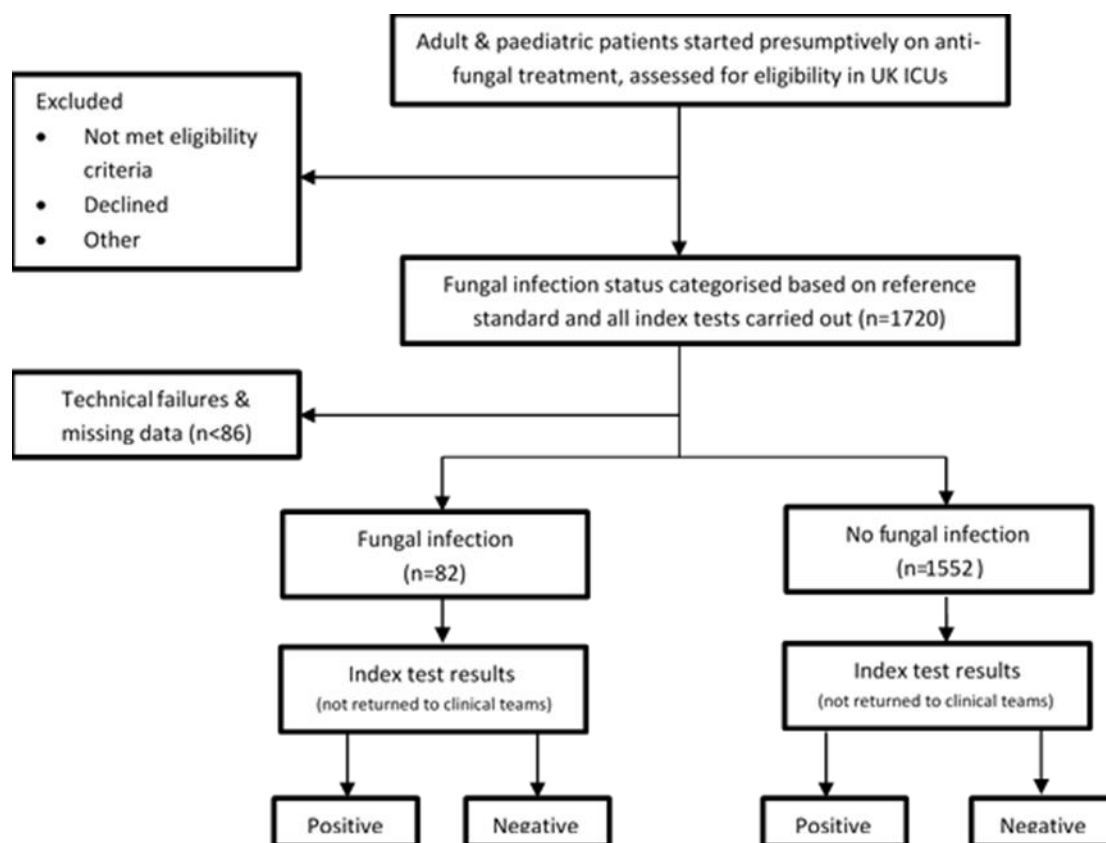 Adult & paediatric patients started presumptively on anti-
fungal treatment, assessed for eligibility in UK ICUs
Excluded
• Not met eligibility
criteria
• Declined
• Other
Fungal infection status categorised based on reference
standard and all index tests carried out (n=1720)
Technical failures &
missing data (n<86)
Fungal infection
(n=82)
No fungal infection
(n=1552 )
Index test results
(not returned to clinical teams)
Index test results
(not returned to clinical teams)
Positive
Negative
Positive
Negative